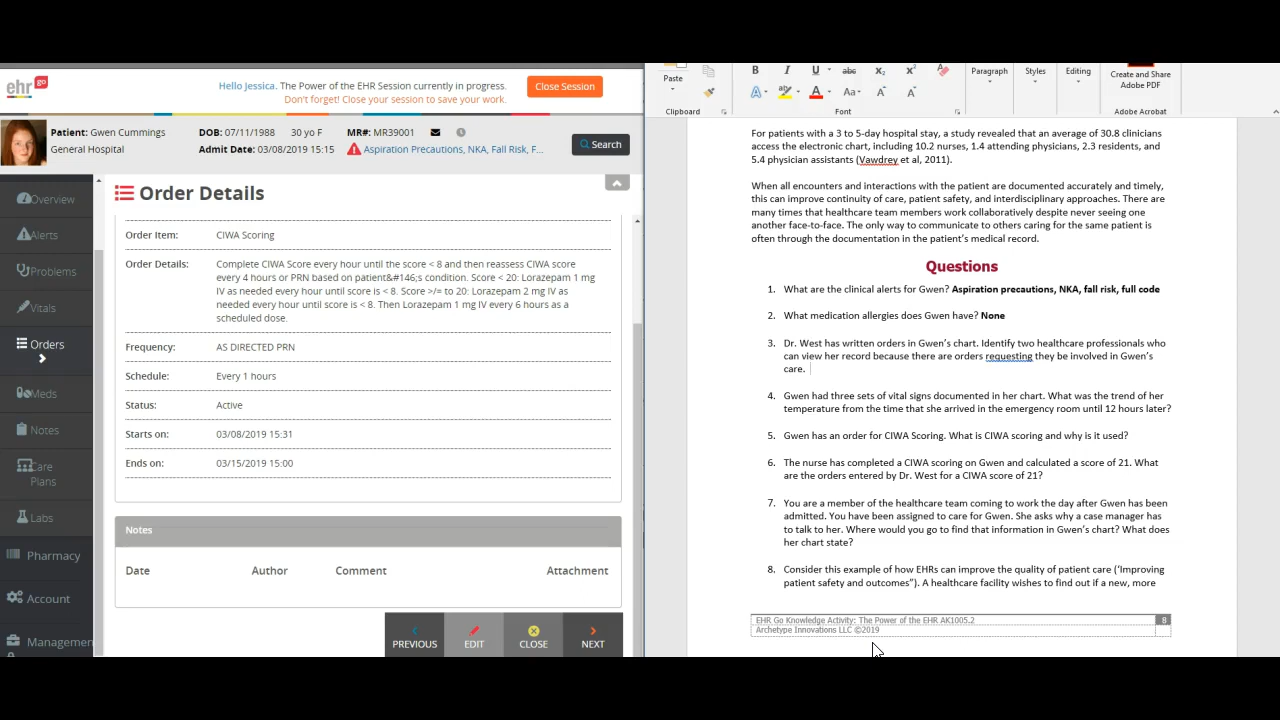 ehr go
Hello Jessica. The Power of the EHR Session currently in progress.
Don't forget! Close your session to save your work.
Close Session
Patient: Gwen Cummings
General Hospital
DOB: 07/11/1988
30 yo F
MR#: MR39001
Admit Date: 03/08/2019 15:15
Aspiration Precautions, NKA, Fall Risk, F...
Search
Overview
Alerts
Problems
Vitals
Orders
Meds
Notes
Care
Plans
Labs
Pharmacy
Account
Managemen
Order Details
Order Item: CIWA Scoring
Order Details: Complete CIWA Score every hour until the score < 8 and then reassess CIWA score
every 4 hours or PRN based on patient&#146;s condition. Score < 20: Lorazepam 1 mg
IV as needed every hour until score is < 8. Score >/= to 20: Lorazepam 2 mg IV as
needed every hour until score is < 8. Then Lorazepam 1 mg IV every 6 hours as a
scheduled dose.
Frequency: AS DIRECTED PRN
Schedule: Every 1 hours
Status: Active
Starts on: 03/08/2019 15:31
Ends on: 03/15/2019 15:00
Notes
Date Author Comment Attachment
PREVIOUS EDIT CLOSE NEXT
Paste
Clipboard
B I U abc X₂ X²
A aby A Aa A A
Font
Paragraph
Styles
Editing
Create and Share
Adobe PDF
Adobe Acrobat
For patients with a 3 to 5-day hospital stay, a study revealed that an average of 30.8 clinicians
access the electronic chart, including 10.2 nurses, 1.4 attending physicians, 2.3 residents, and
5.4 physician assistants (Vawdrey et al, 2011).
When all encounters and interactions with the patient are documented accurately and timely,
this can improve continuity of care, patient safety, and interdisciplinary approaches. There are
many times that healthcare team members work collaboratively despite never seeing one
another face-to-face. The only way to communicate to others caring for the same patient is
often through the documentation in the patient's medical record.
Questions
1. What are the clinical alerts for Gwen? Aspiration precautions, NKA, fall risk, full code
2. What medication allergies does Gwen have? None
3. Dr. West has written orders in Gwen's chart. Identify two healthcare professionals who
can view her record because there are orders requesting they be involved in Gwen's
care.
4. Gwen had three sets of vital signs documented in her chart. What was the trend of her
temperature from the time that she arrived in the emergency room until 12 hours later?
5. Gwen has an order for CIWA Scoring. What is CIWA scoring and why is it used?
6. The nurse has completed a CIWA scoring on Gwen and calculated a score of 21. What
are the orders entered by Dr. West for a CIWA score of 21?
7. You are a member of the healthcare team coming to work the day after Gwen has been
admitted. You have been assigned to care for Gwen. She asks why a case manager has
to talk to her. Where would you go to find that information in Gwen's chart? What does
her chart state?
8. Consider this example of how EHRs can improve the quality of patient care ('Improving
patient safety and outcomes"). A healthcare facility wishes to find out if a new, more
EHR Go Knowledge Activity: The Power of the EHR AK1005.2
8
Archetype Innovations LLC ©2019